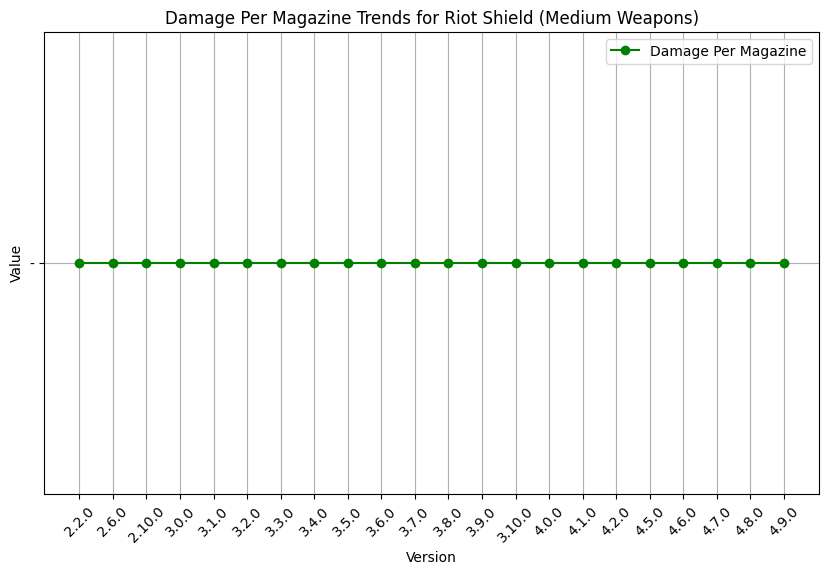 Damage Per Magazine Trends for Riot Shield (Medium Weapons)
Damage Per Magazine
Value
-
2.2.0 2.6.0 2.10.0 3.0.0 3.1.0 3.2.0 3.3.0 3.4.0 3.5.0 3.6.0 3.7.0 3.8.0 3.9.0 3.10.0 4.0.0 4.1.0 4.2.0 4.5.0 4.6.0 4.7.0 4.8.0 4.9.0
Version